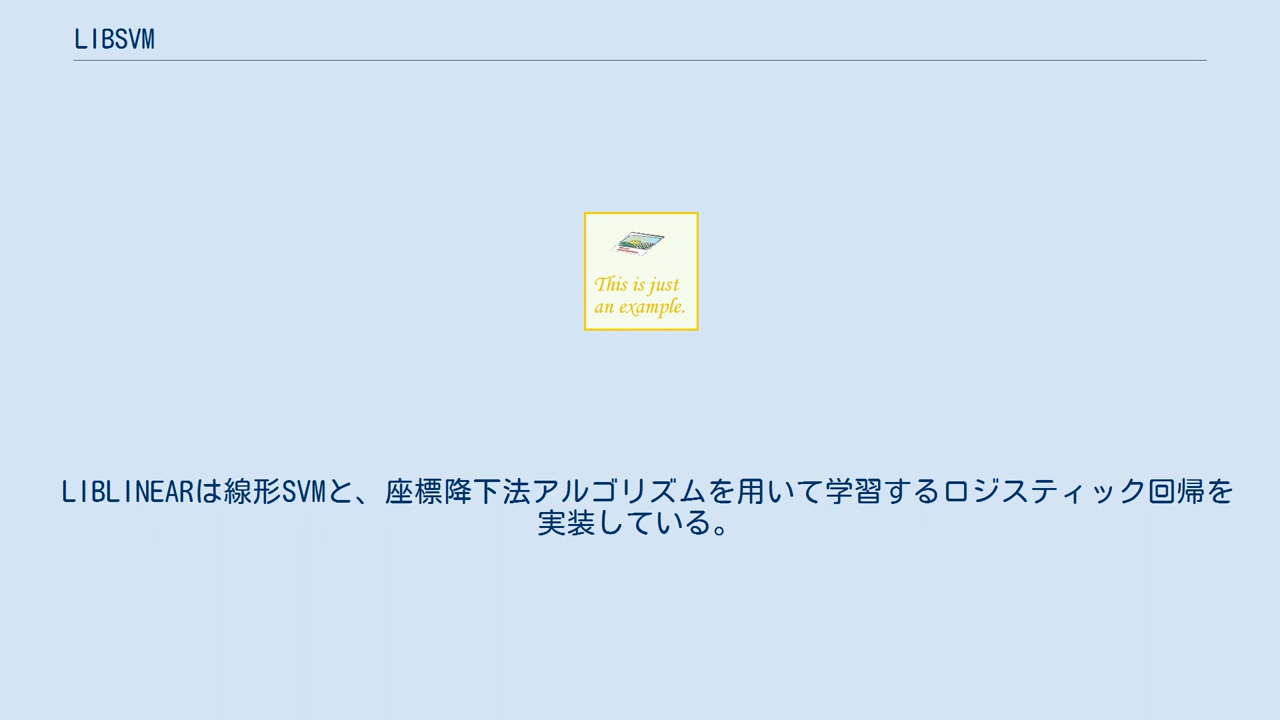 LIBSVM
This is just
an example.
LIBLINEARは線形SVMと、座標降下法アルゴリズムを用いて学習するロジスティック回帰を
実装している。